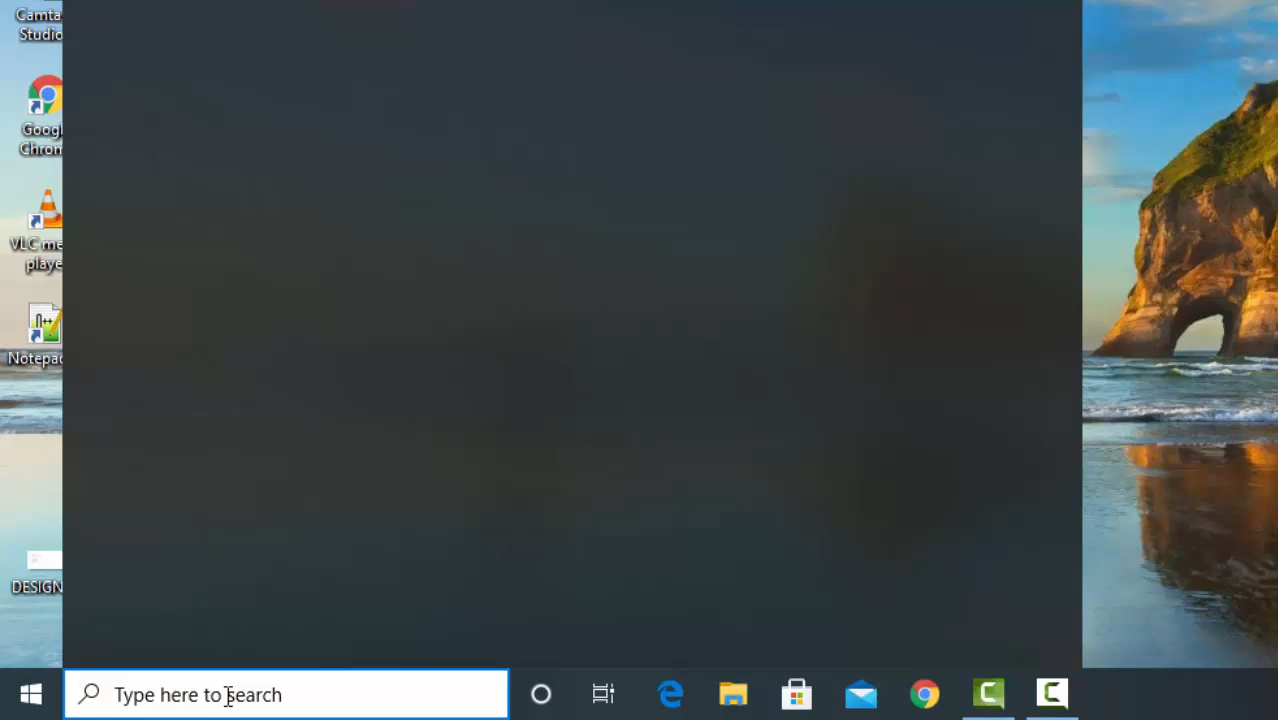 Camta
Studio
Googl
Chron
VLC me
playe
Notepac
DESIGN
Type here to search